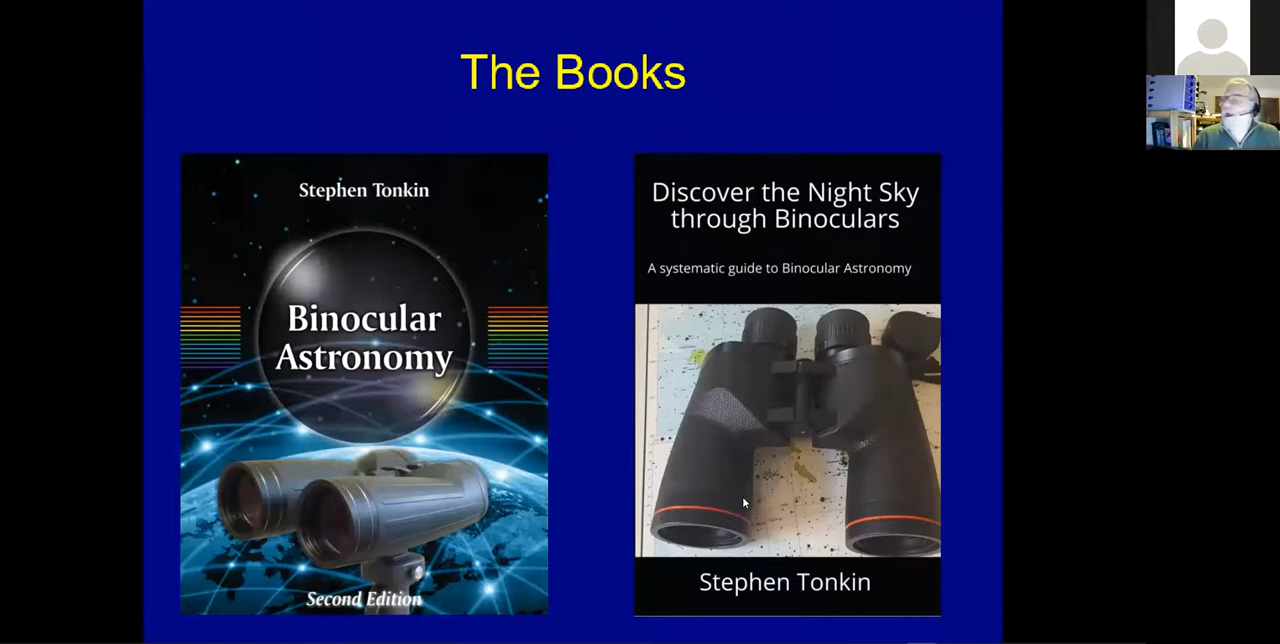 The Books
Stephen Tonkin
Binocular
Astronomy
Second Edition
Discover the Night Sky
through Binoculars
A systematic guide to Binocular Astronomy
Stephen Tonkin